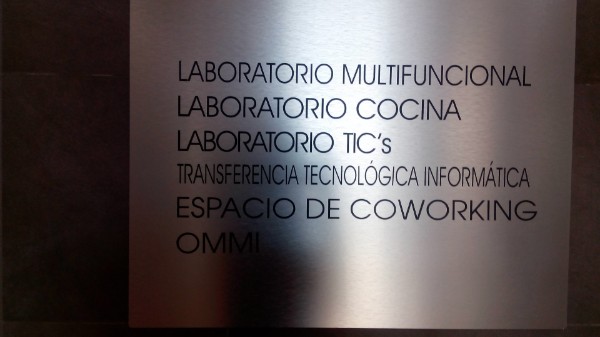 LABORATORIO MULTIFUNCIONAL
LABORATORIO COCINA
LABORATORIO TIC's
TRANSFERENCIA TECNOLÓGICA INFORMÁTICA
ESPACIO DE COWORKING
OMMI